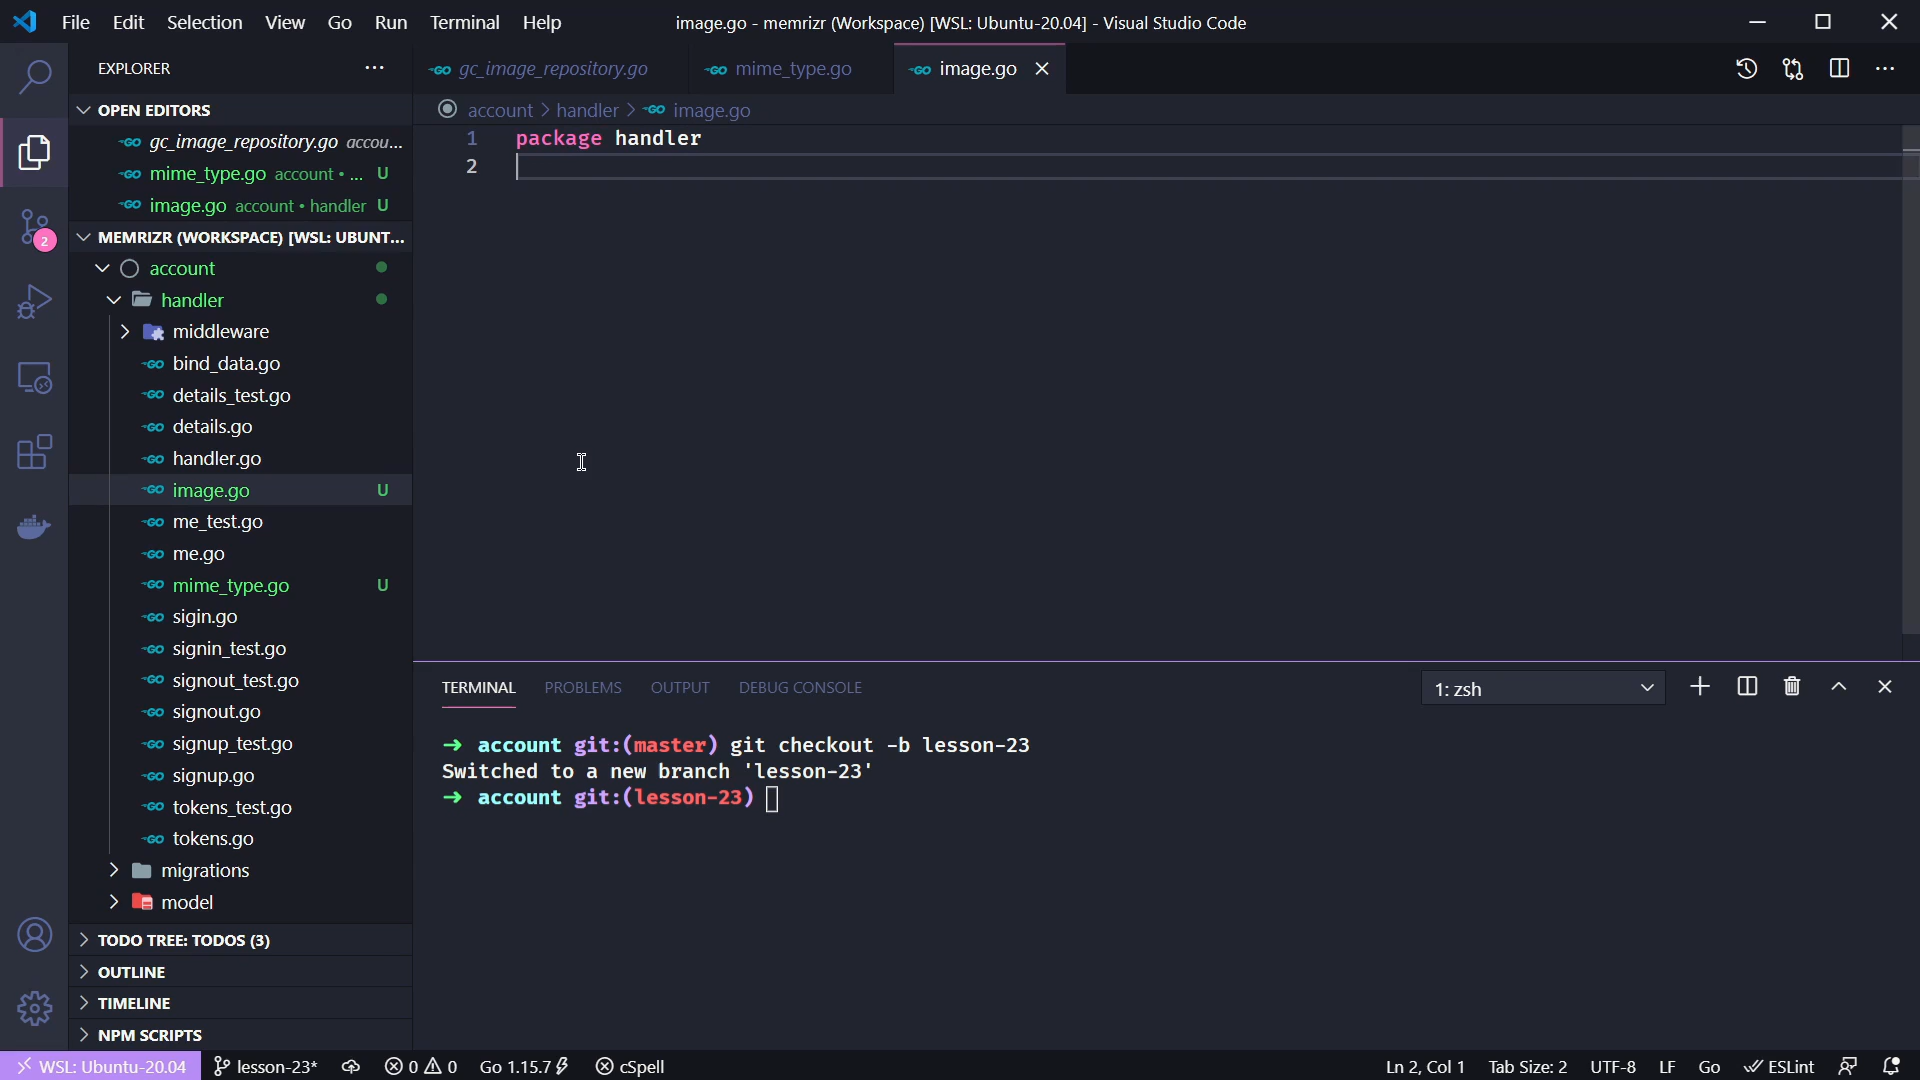 File Edit Selection View Go Run Terminal Help
image.go - memrizr (Workspace) [WSL: Ubuntu-20.04] - Visual Studio Code
EXPLORER
gc_image_repository.go
mime_type.go
image.go
OPEN EDITORS
gc_image_repository.go accou...
mime_type.go account • ... U
image.go account • handler U
MEMRIZR (WORKSPACE) [WSL: UBUNT...
account
handler
middleware
bind_data.go
details_test.go
details.go
handler.go
image.go U
me_test.go
me.go
mime_type.go U
sigin.go
signin_test.go
signout_test.go
signout.go
signup_test.go
signup.go
tokens_test.go
tokens.go
migrations
model
TODO TREE: TODOS (3)
OUTLINE
TIMELINE
NPM SCRIPTS
2
account > handler > GO image.go
1 package handler
2
TERMINAL PROBLEMS OUTPUT DEBUG CONSOLE
1: zsh
→ account git:(master) git checkout -b lesson-23
Switched to a new branch 'lesson-23'
→ account git:(lesson-23)
WSL: Ubuntu-20.04 lesson-23* 0 0 Go 1.15.7 cSpell
Ln 2, Col 1 Tab Size: 2 UTF-8 LF Go ESLint